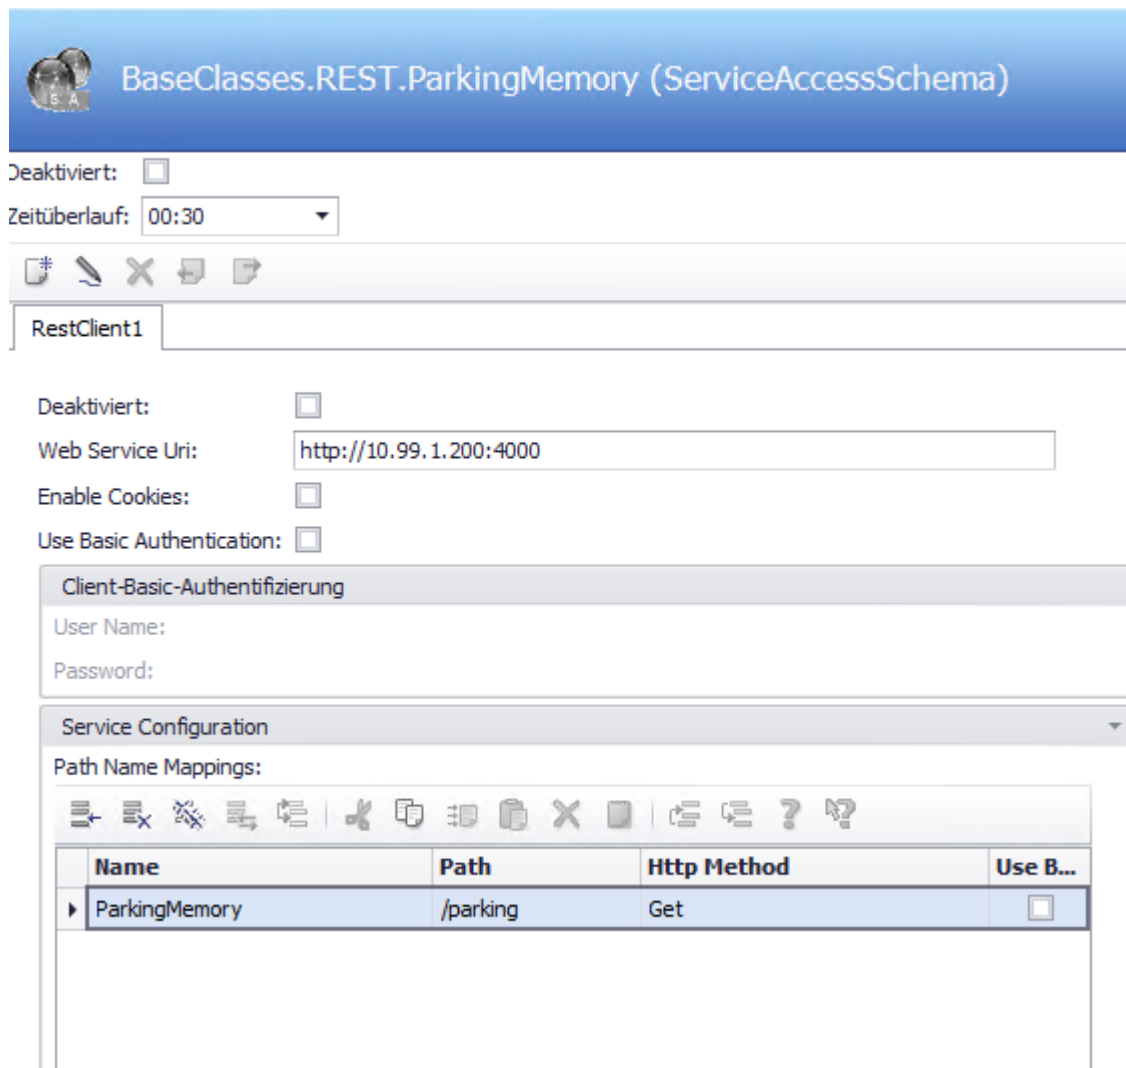 BaseClasses.REST.ParkingMemory (ServiceAccessSchema)
Deaktiviert:
Zeitüberlauf: 00:30
RestClient1
Deaktiviert:
Web Service Uri: http://10.99.1.200:4000
Enable Cookies:
Use Basic Authentication:
Client-Basic-Authentifizierung
User Name:
Password:
Service Configuration
Path Name Mappings:
Name Path Http Method Use B...
ParkingMemory /parking Get